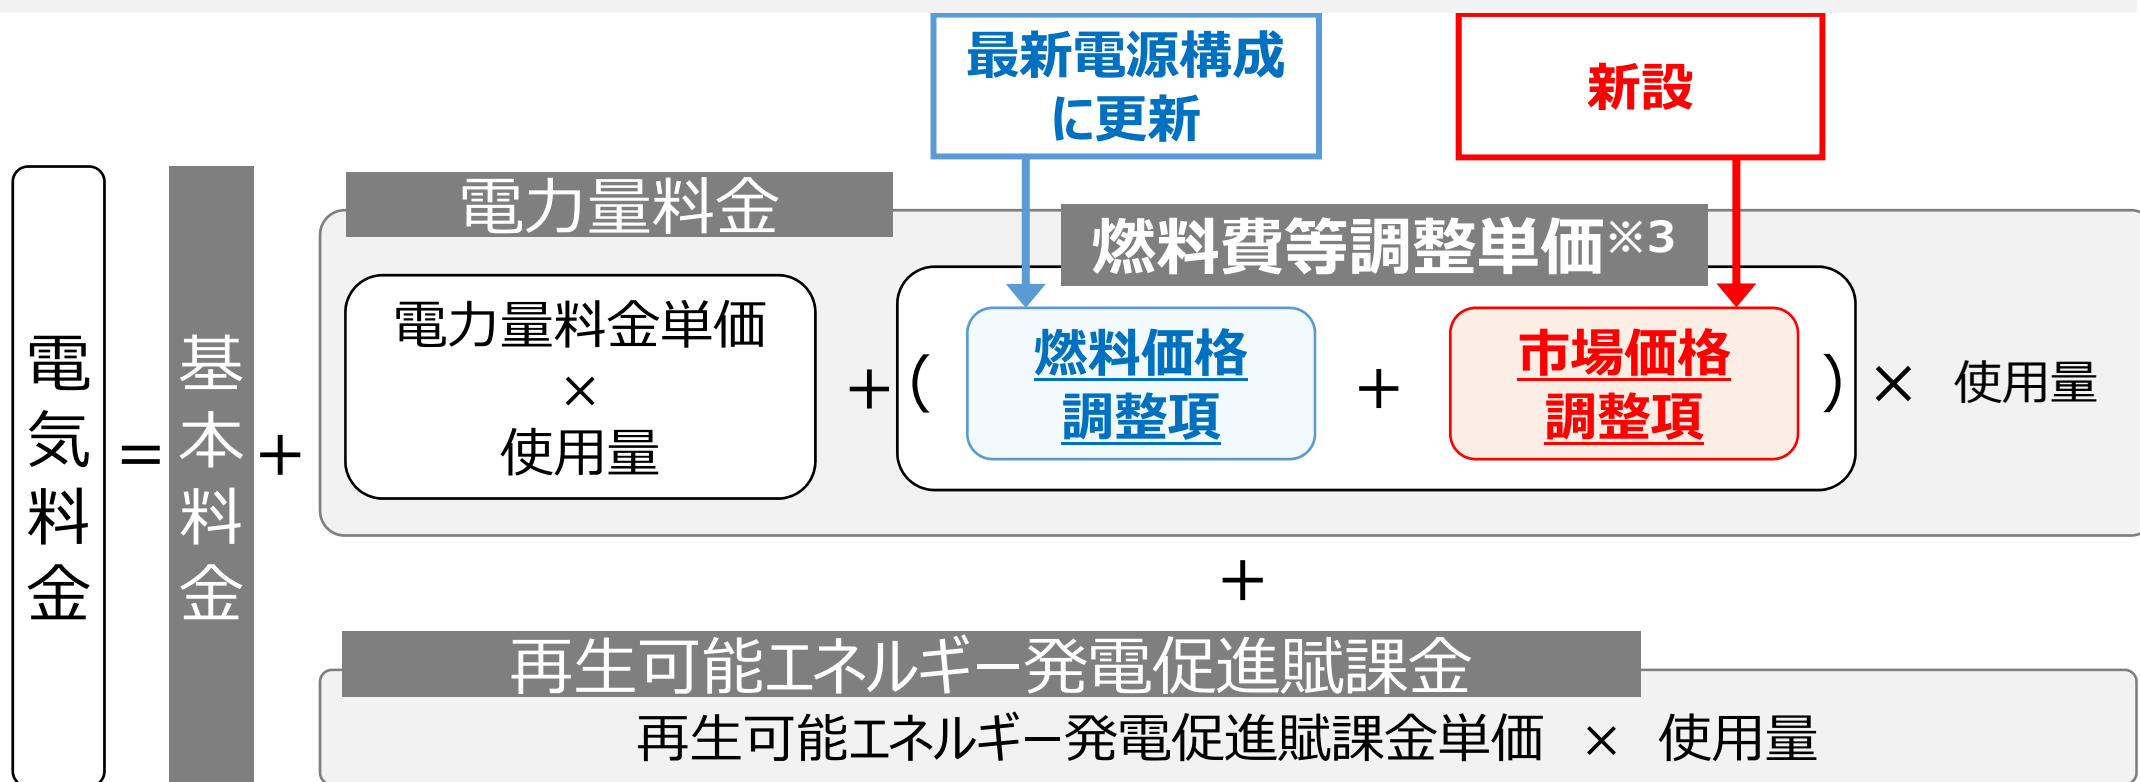 最新電源構成
に更新
新設
電気料金
=
基本料金
+
電力量料金
電力量料金単価
×
使用量
+
燃料費等調整単価※3
(
燃料価格
調整項
+
市場価格
調整項
) × 使用量
+
再生可能エネルギー発電促進賦課金
再生可能エネルギー発電促進賦課金単価 × 使用量